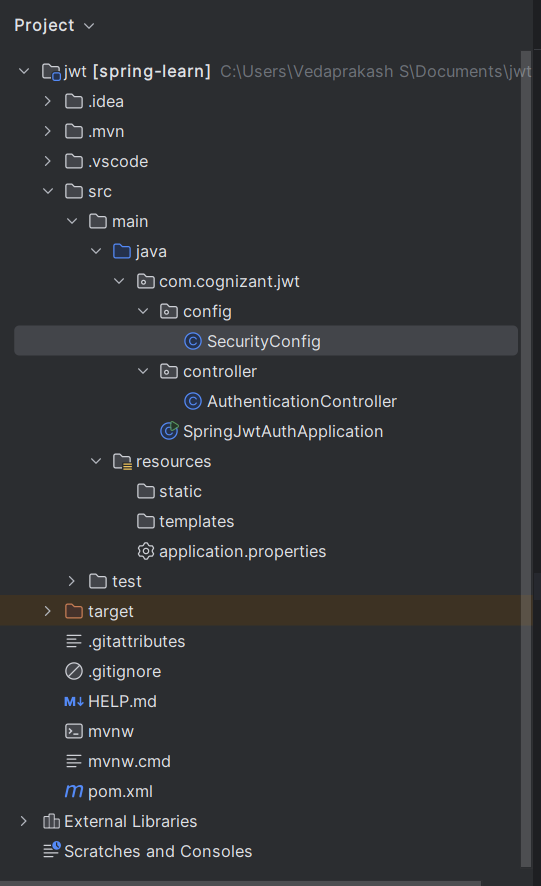 Project
jwt [spring-learn] C:\Users\Vedaprakash S\Documents\jwt
.idea
.mvn
.vscode
src
main
java
com.cognizant.jwt
config
SecurityConfig
controller
AuthenticationController
SpringJwtAuthApplication
resources
static
templates
application.properties
test
target
.gitattributes
.gitignore
M↓ HELP.md
mvnw
mvnw.cmd
m pom.xml
External Libraries
Scratches and Consoles